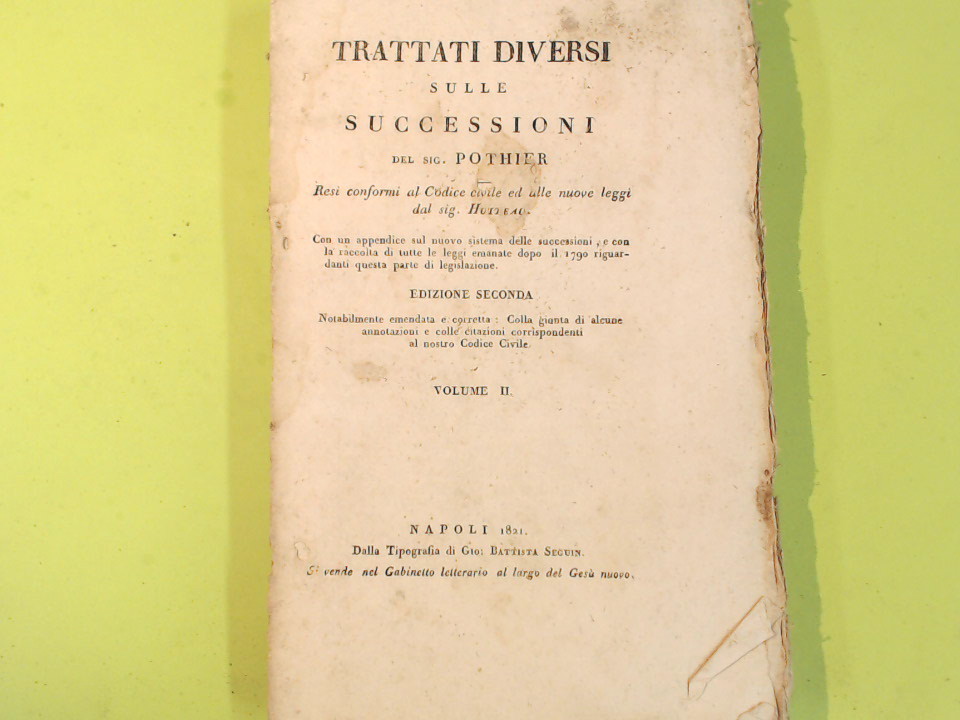 TRATTATI DIVERSI
SULLE
SUCCESSIONI
DEL SIG. POTHIER
Resi conformi al Codice civile ed alle nuove leggi
dal sig. HUTTEAU.
Con un appendice sul nuovo sistema delle successioni, e con
la raccolta di tutte le leggi emanate dopo il 1790 riguar-
danti questa parte di legislazione.
EDIZIONE SECONDA
Notabilmente emendata e corretta: Colla giunta di alcune
annotazioni e colle citazioni corrispondenti
al nostro Codice Civile.
VOLUME II.
NAPOLI 1821.
Dalla Tipografia di Gio: BATTISTA SEGUIN.
Si vende nel Gabinetto letterario al largo del Gesù nuovo.